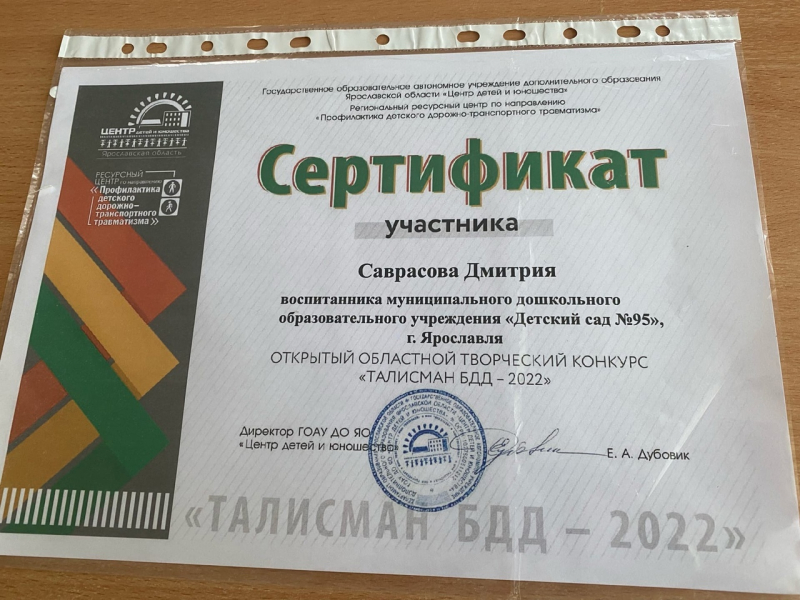 Государственное образовательное автономное учреждение дополнительного образования
Ярославской области «Центр детей и юношества»
Региональный ресурсный центр по направлению
«Профилактика детского дорожно-транспортного травматизма»
ЦЕНТР ДЕТЕЙ И ЮНОШЕСТВА
Ярославская область
РЕСУРСНЫЙ
ЦЕНТР по направлению
«Профилактика
детского
дорожно-
транспортного
травматизма»
Сертификат
участника
Саврасова Дмитрия
воспитанника муниципального дошкольного
образовательного учреждения «Детский сад №95»,
г. Ярославля
ОТКРЫТЫЙ ОБЛАСТНОЙ ТВОРЧЕСКИЙ КОНКУРС
«ТАЛИСМАН БДД – 2022»
Директор ГОАУ ДО ЯО
«Центр детей и юношества»
Е. А. Дубовик
«ТАЛИСМАН БДД – 2022»